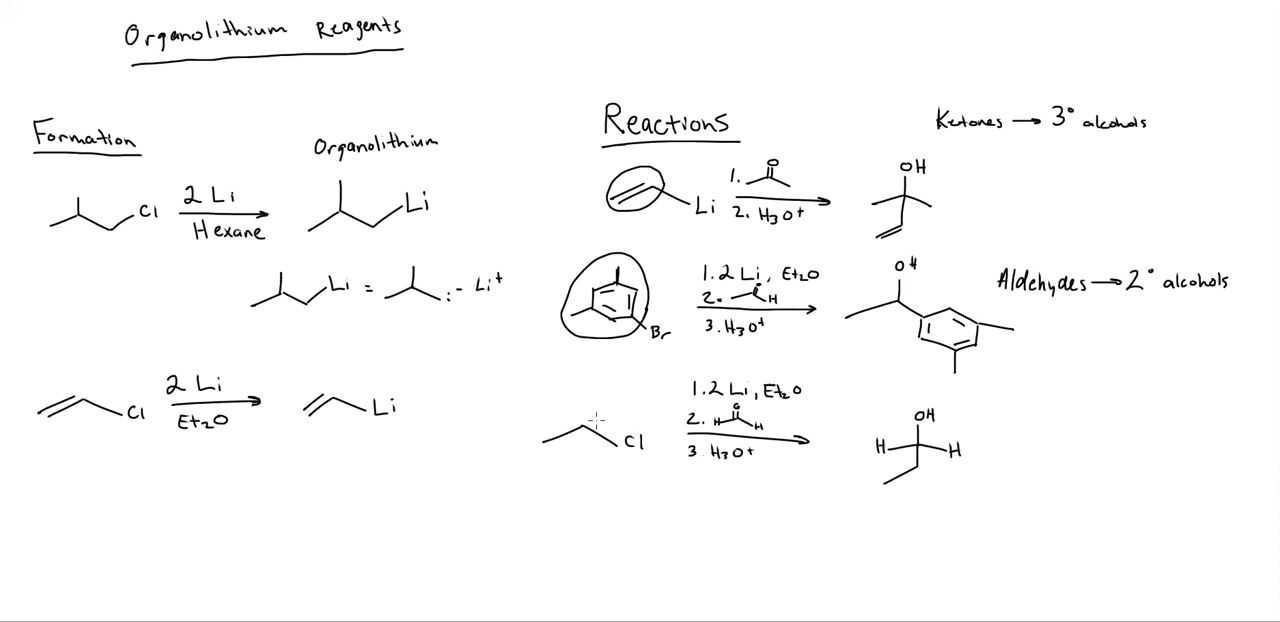 Organolithium Reagents
Formation
Organolithium
Cl
2 Li
Hexane
Li
Li = :- Li+
Cl
2 Li
Et2O
Li
Reactions
Ketones → 3° alcohols
Li
1. O
2. H3O+
OH
Br
1. 2 Li, Et2O
2. O H
3. H3O+
OH
Aldehydes → 2° alcohols
Cl
1. 2 Li, Et2O
2. H O H
3. H3O+
OH
H H